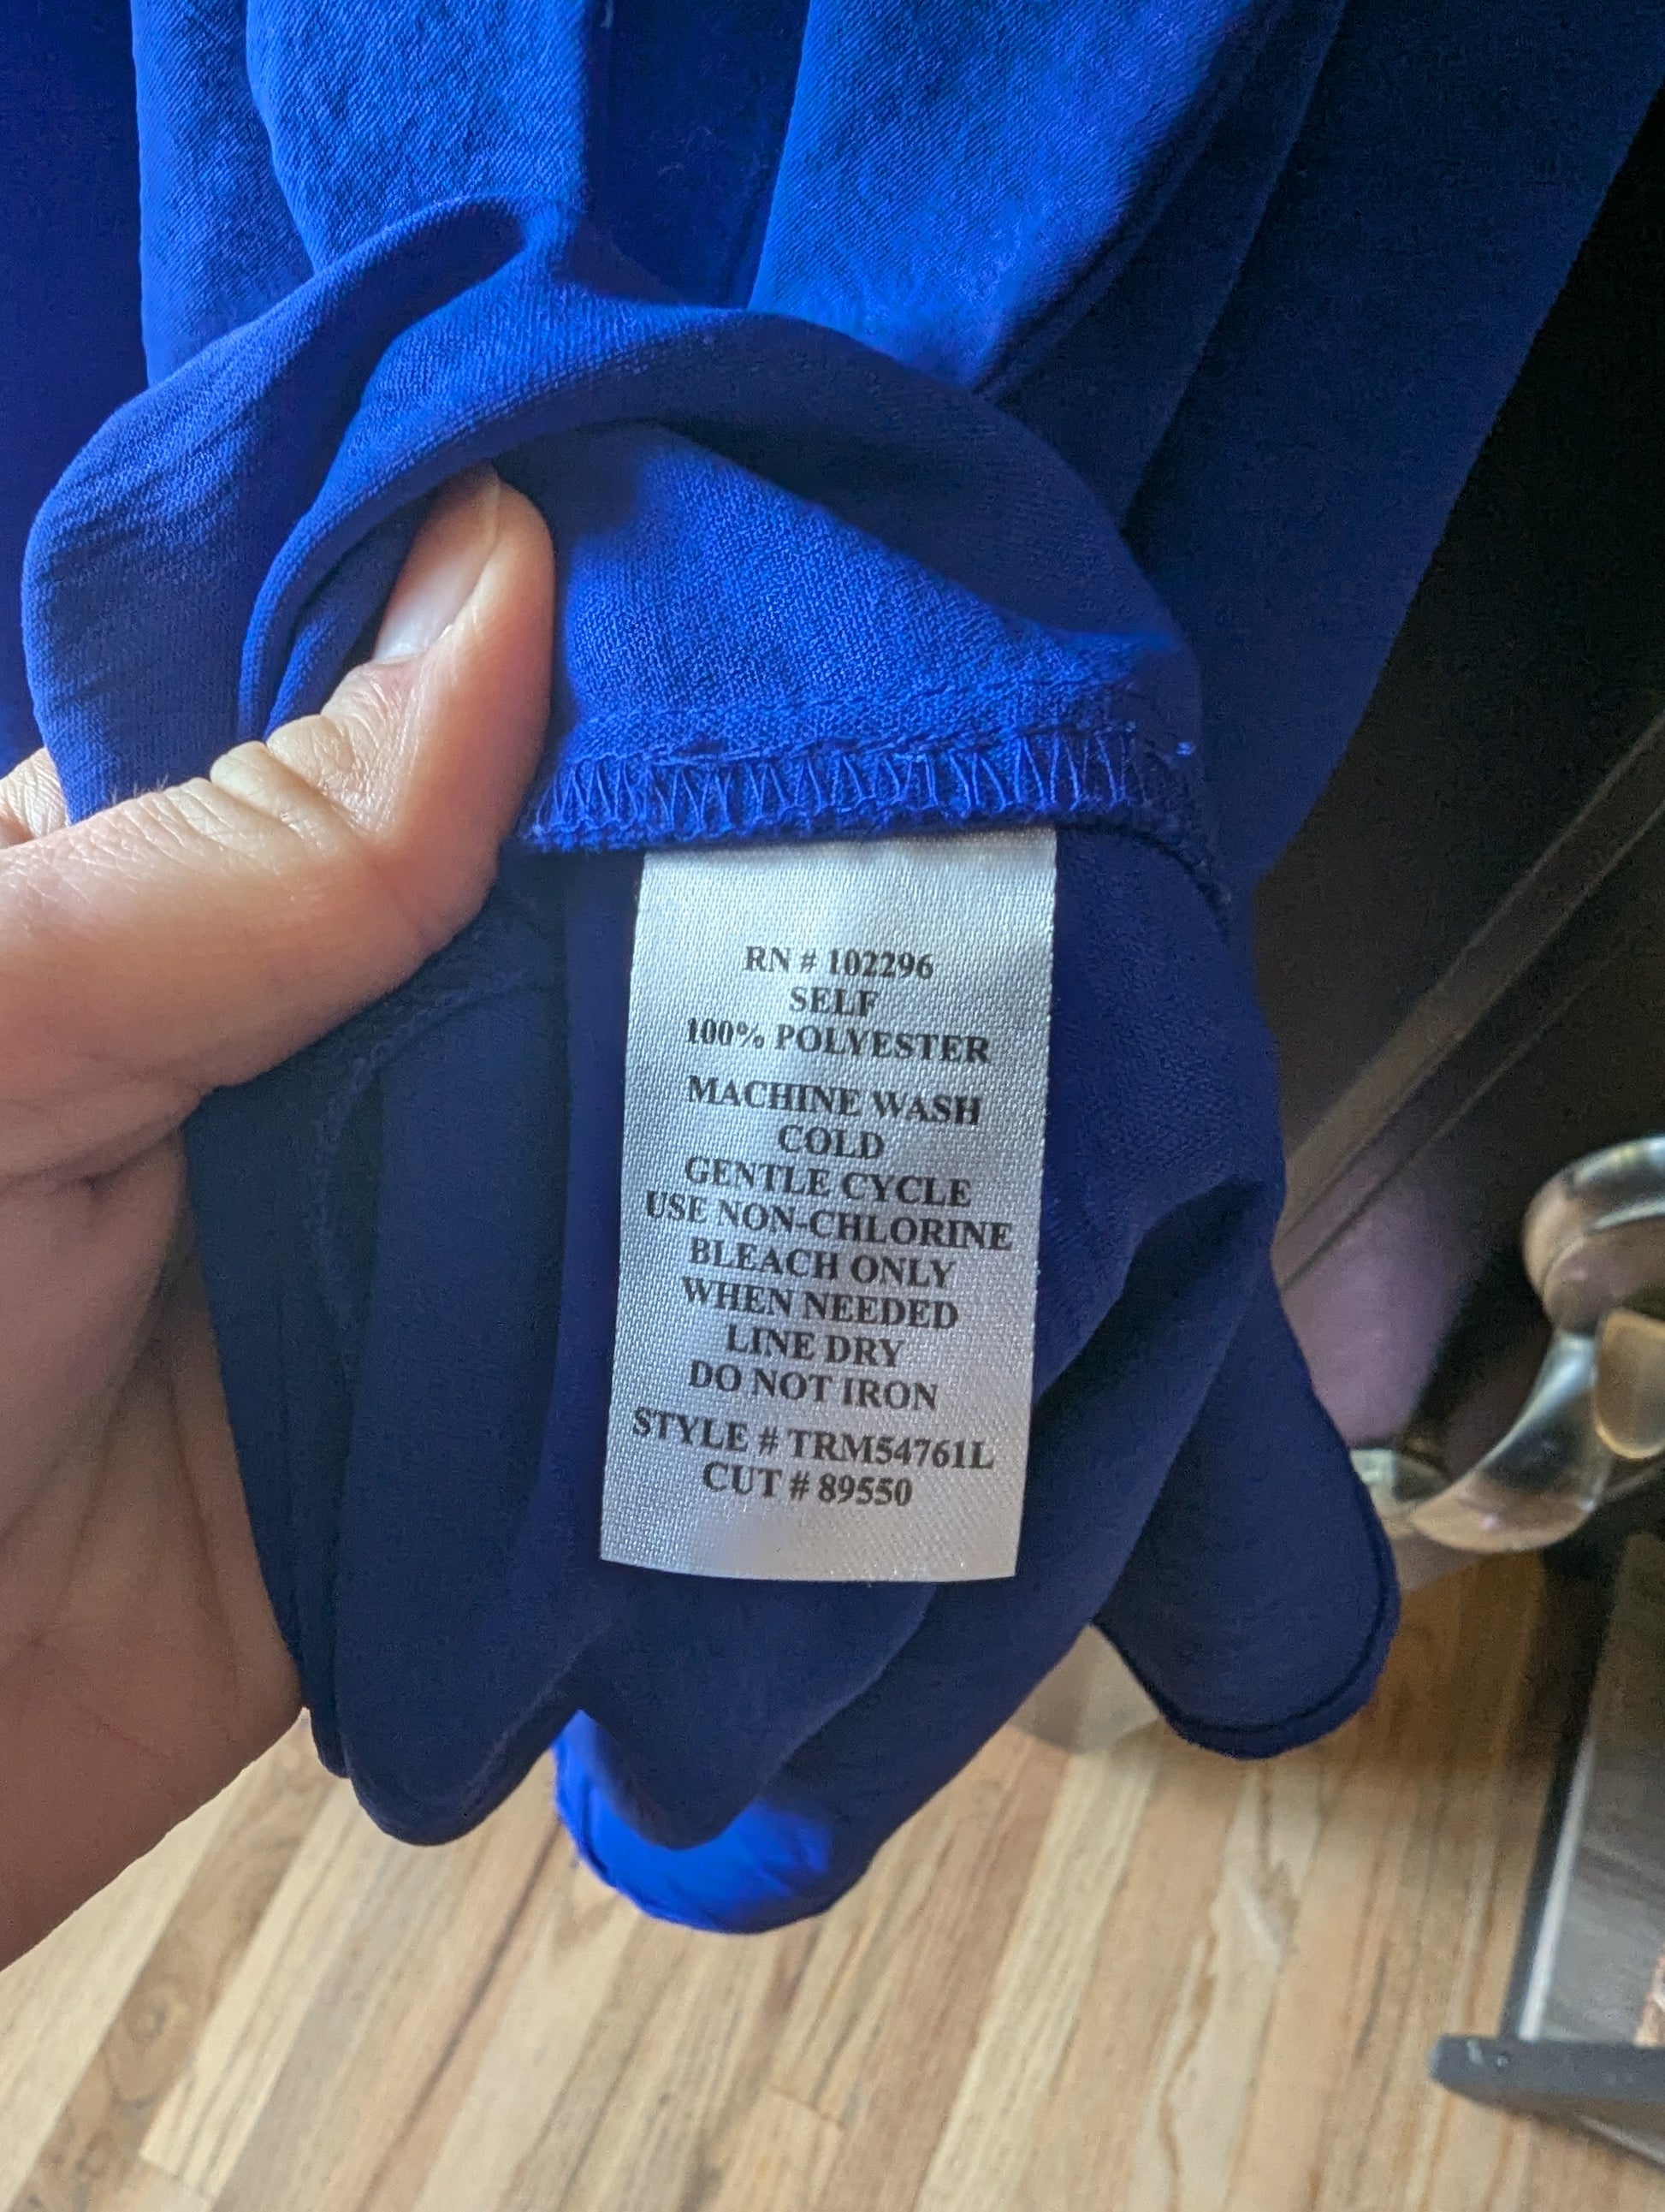 RN # 102296
SELF
100% POLYESTER
MACHINE WASH
COLD
GENTLE CYCLE
USE NON-CHLORINE
BLEACH ONLY
WHEN NEEDED
LINE DRY
DO NOT IRON
STYLE # TRM54761L
CUT # 89550